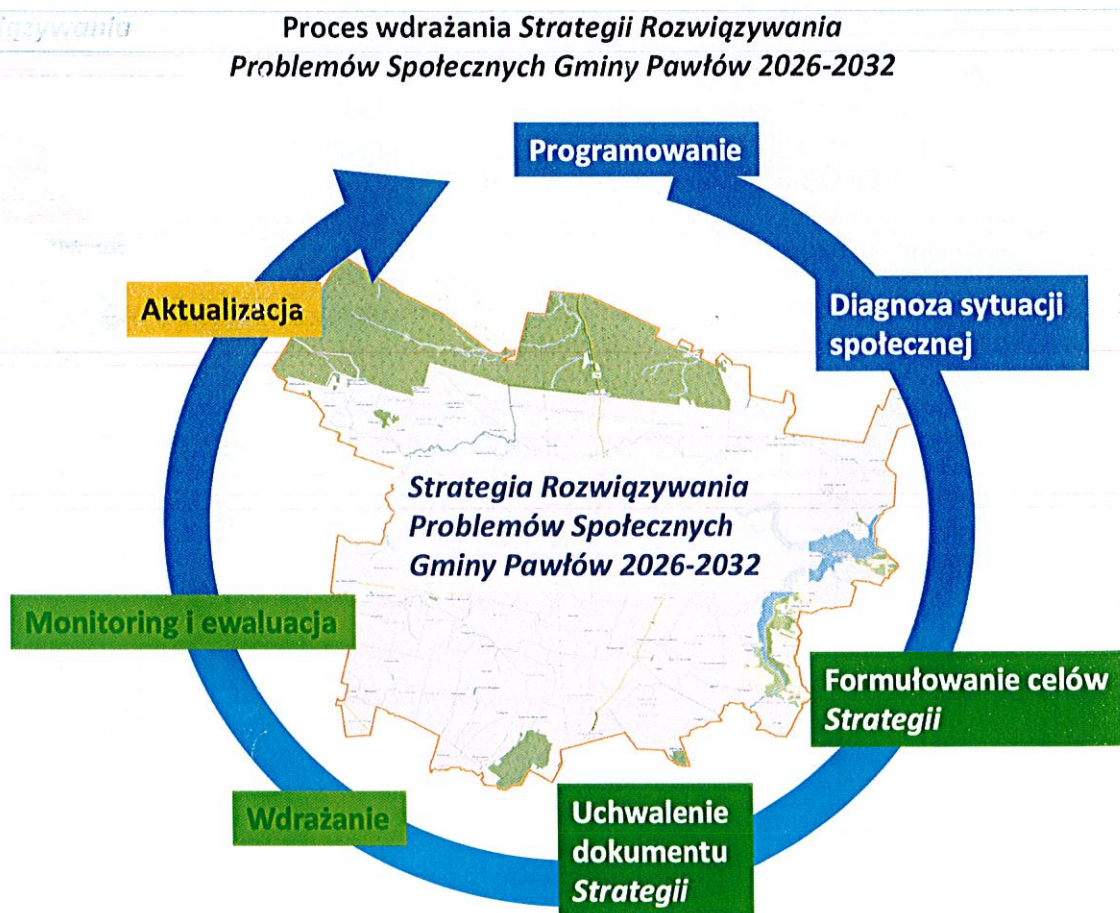 Proces wdrażania Strategii Rozwiązywania
Problemów Społecznych Gminy Pawłów 2026-2032
Programowanie
Diagnoza sytuacji
społecznej
Formułowanie celów
Strategii
Uchwalenie
dokumentu
Strategii
Wdrażanie
Monitoring i ewaluacja
Aktualizacja
Strategia Rozwiązywania
Problemów Społecznych
Gminy Pawłów 2026-2032